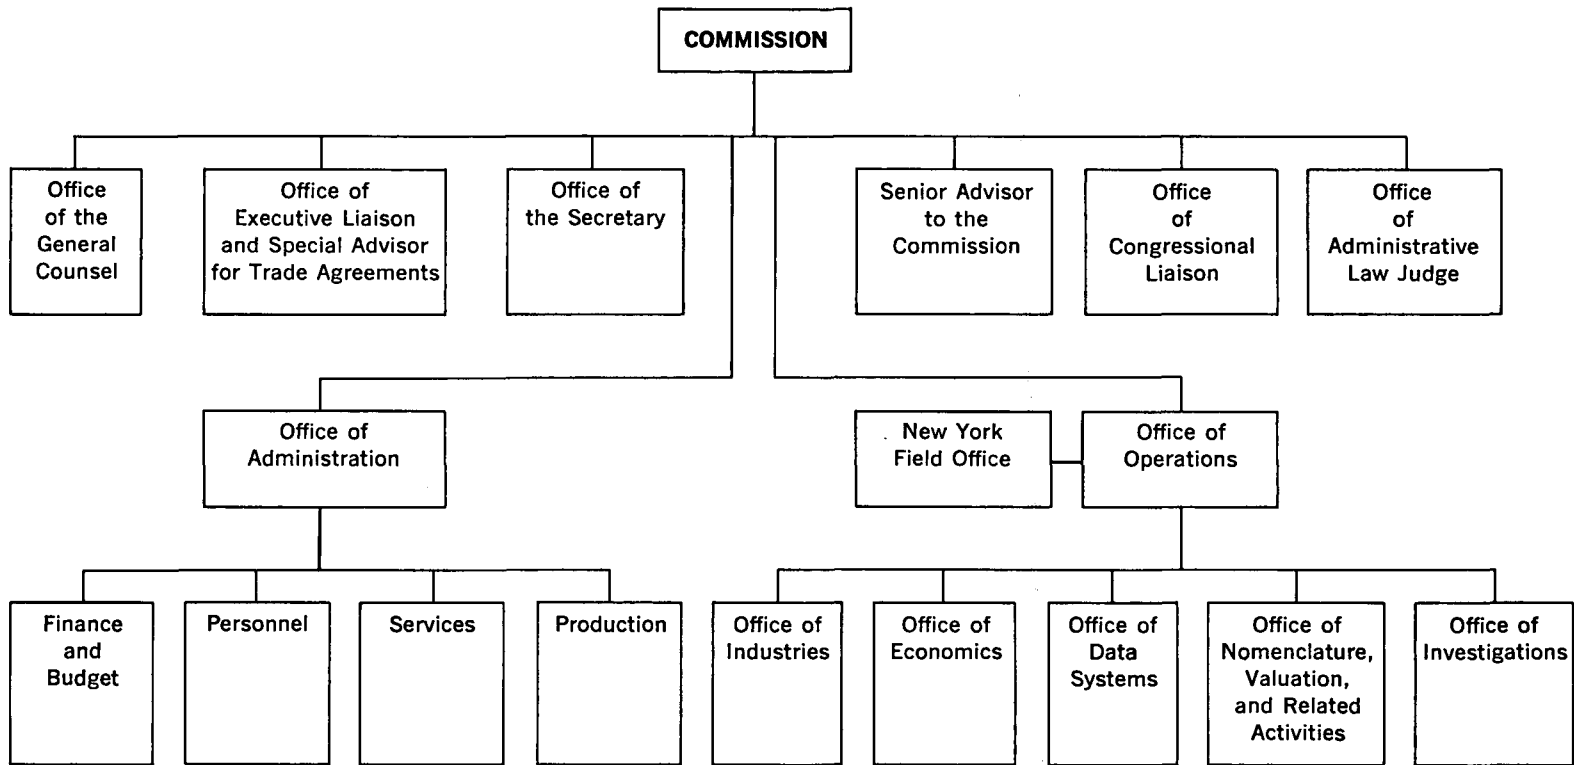 COMMISSION
Office
of the
General
Counsel
Office of
Executive Liaison
and Special Advisor
for Trade Agreements
Office of
the Secretary
Senior Advisor
to the
Commission
Office
of
Congressional
Liaison
Office
of
Administrative
Law Judge
Office of
Administration
New York
Field Office
Office of
Operations
Finance
and
Budget
Personnel
Services
Production
Office of
Industries
Office of
Economics
Office of
Data
Systems
Office of
Nomenclature,
Valuation,
and Related
Activities
Office of
Investigations